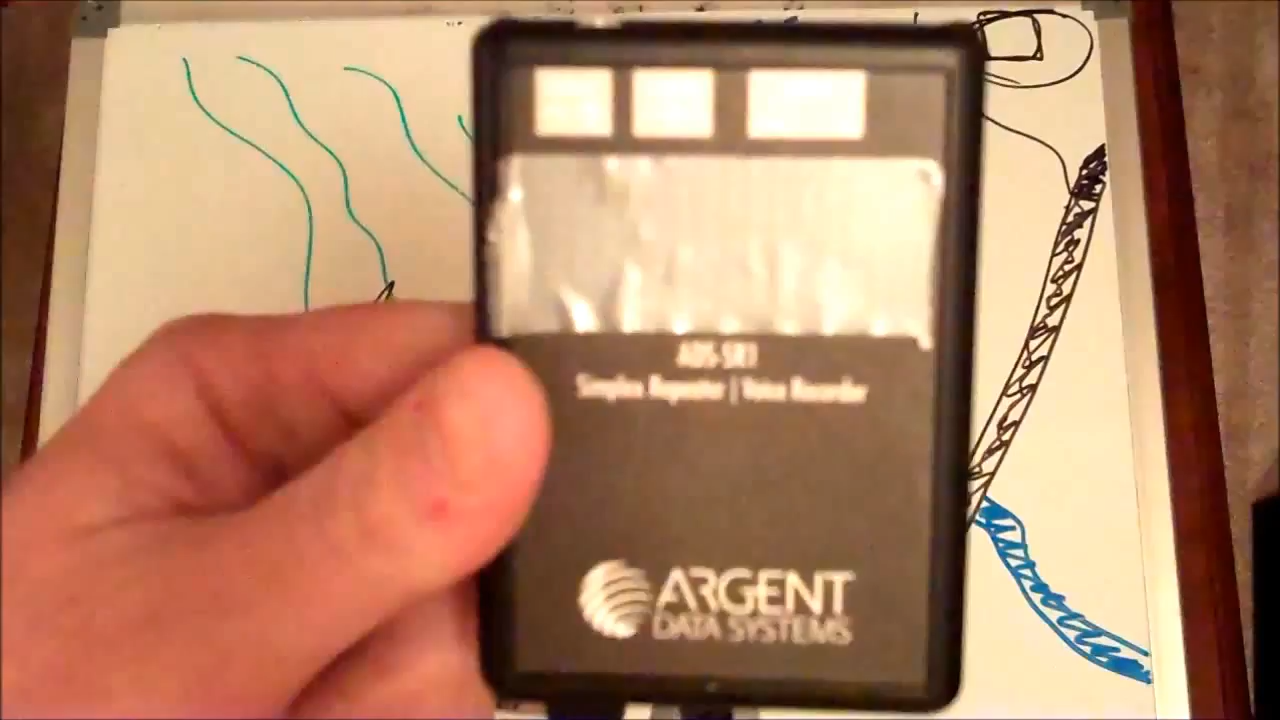 ADS-SR1
Simplex Repeater | Voice Recorder
ARGENT
DATA SYSTEMS